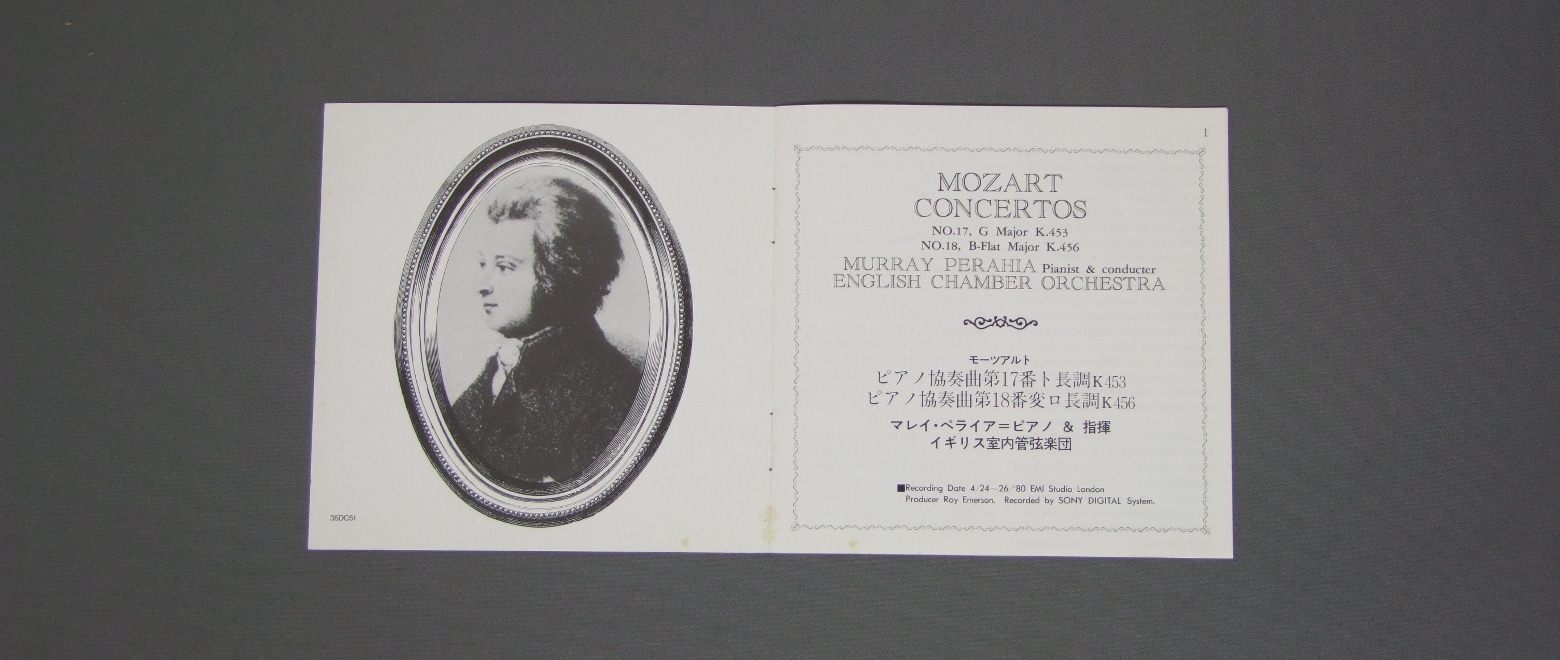 35DC51
1
MOZART
CONCERTOS
NO.17, G Major K.453
NO.18, B-Flat Major K.456
MURRAY PERAHIA Pianist & conducter
ENGLISH CHAMBER ORCHESTRA
モーツアルト
ピアノ協奏曲第17番ト長調K453
ピアノ協奏曲第18番変ロ長調K456
マレイ・ペライア=ピアノ & 指揮
イギリス室内管弦楽団
■Recording Date 4/24~26/'80 EMI Studio London
Producer Roy Emerson. Recorded by SONY DIGITAL System.